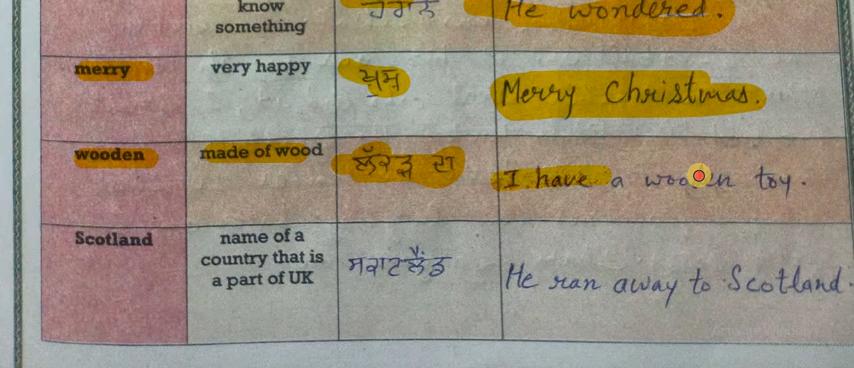 know
something
ਹੈਰਾਨ
He wondered.
merry
very happy
ਖੁਸ਼
Merry Christmas.
wooden
made of wood
ਲੱਕੜ ਦਾ
I have a wooden toy.
Scotland
name of a
country that is
a part of UK
ਸਕਾਟਲੈਂਡ
He ran away to Scotland.